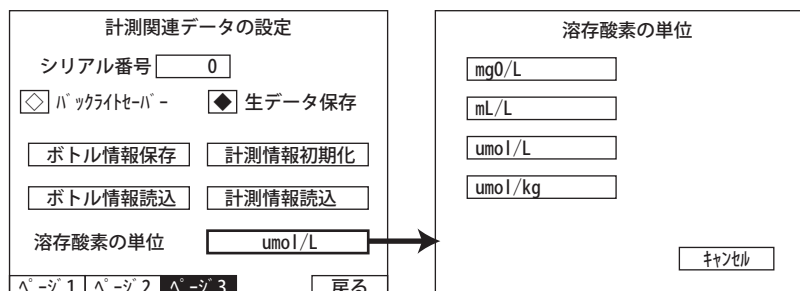 計測関連データの設定
シリアル番号 0
バックライトセーバー 生データ保存
ボトル情報保存 計測情報初期化
ボトル情報読込 計測情報読込
溶存酸素の単位 umol/L
ページ1 ページ2 ページ3 戻る
溶存酸素の単位
mgO/L
mL/L
umol/L
umol/kg
キャンセル